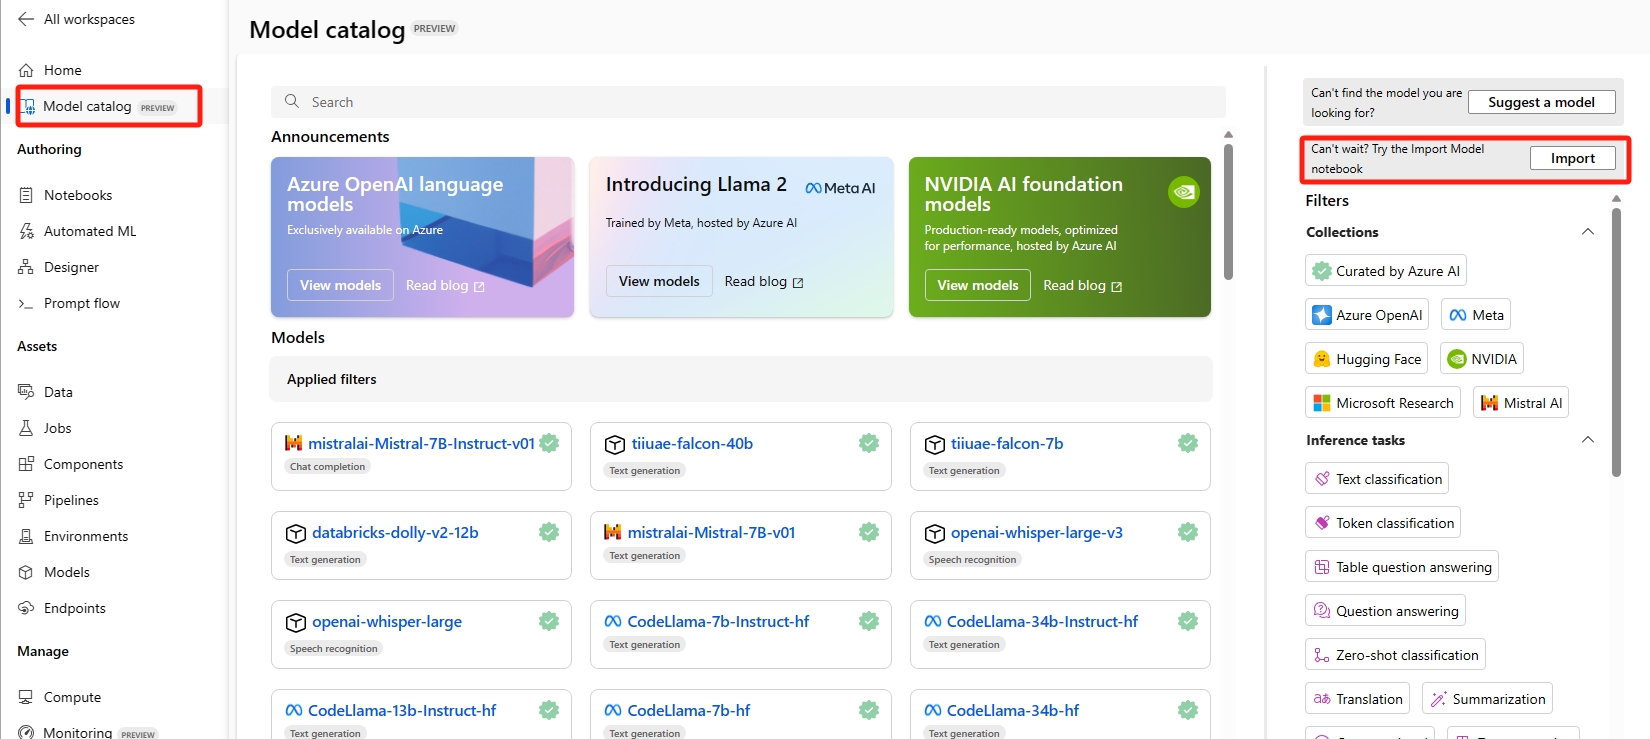 All workspaces
Home
Model catalog PREVIEW
Authoring
Notebooks
Automated ML
Designer
Prompt flow
Assets
Data
Jobs
Components
Pipelines
Environments
Models
Endpoints
Manage
Compute
Monitoring PREVIEW
Model catalog PREVIEW
Search
Announcements
Azure OpenAI language
models
Exclusively available on Azure
View models Read blog
Introducing Llama 2 Meta AI
Trained by Meta, hosted by Azure AI
View models Read blog
NVIDIA AI foundation
models
Production-ready models, optimized
for performance, hosted by Azure AI
View models Read blog
Models
Applied filters
mistralai-Mistral-7B-Instruct-v01
Chat completion
tiiuae-falcon-40b
Text generation
tiiuae-falcon-7b
Text generation
databricks-dolly-v2-12b
Text generation
mistralai-Mistral-7B-v01
Text generation
openai-whisper-large-v3
Speech recognition
openai-whisper-large
Speech recognition
CodeLlama-7b-Instruct-hf
Text generation
CodeLlama-34b-Instruct-hf
Text generation
CodeLlama-13b-Instruct-hf
Text generation
CodeLlama-7b-hf
Text generation
CodeLlama-34b-hf
Text generation
Can't find the model you are
looking for?
Suggest a model
Can't wait? Try the Import Model
notebook
Import
Filters
Collections
Curated by Azure AI
Azure OpenAI Meta
Hugging Face NVIDIA
Microsoft Research Mistral AI
Inference tasks
Text classification
Token classification
Table question answering
Question answering
Zero-shot classification
Translation Summarization